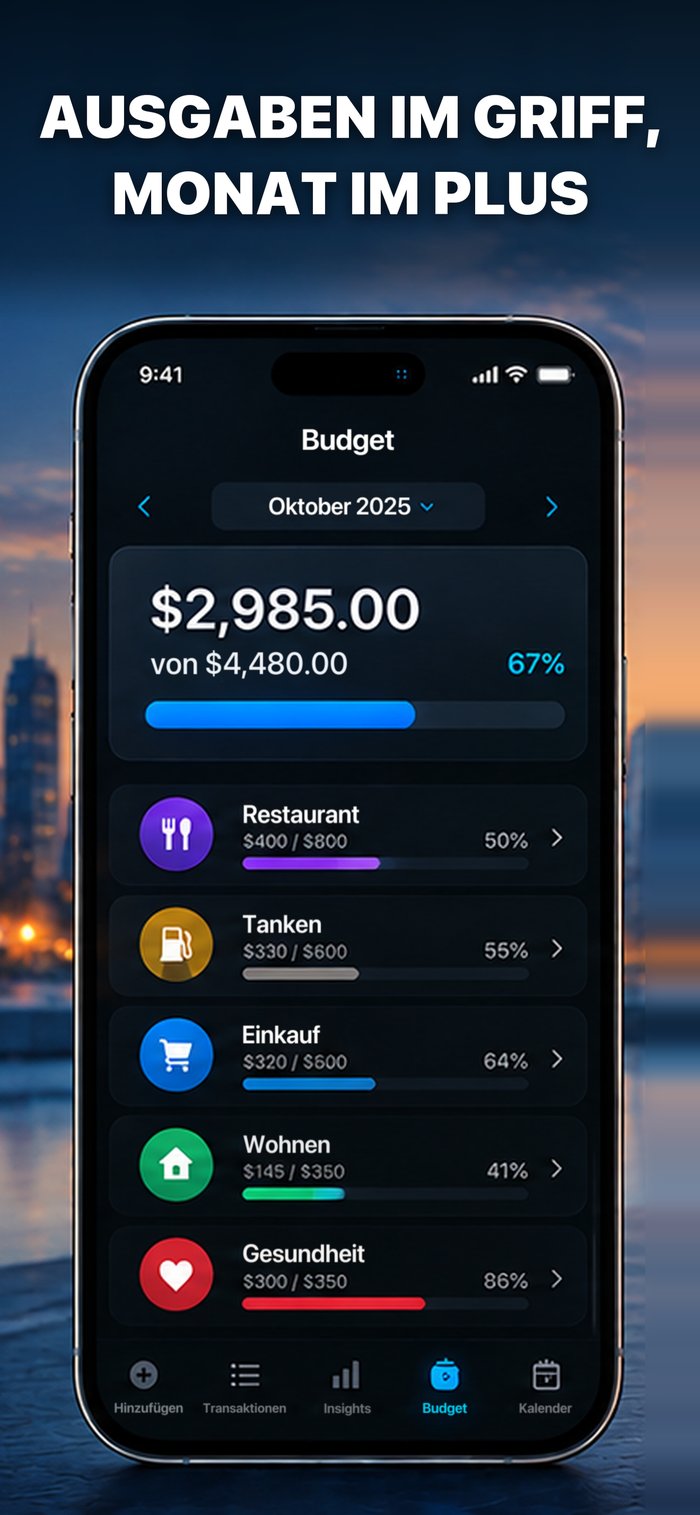 AUSGABEN IM GRIFF,
MONAT IM PLUS
9:41
Budget
Oktober 2025
$2,985.00
von $4,480.00
67%
Restaurant
$400 / $800
50%
Tanken
$330 / $600
55%
Einkauf
$320 / $600
64%
Wohnen
$145 / $350
41%
Gesundheit
$300 / $350
86%
Hinzufügen
Transaktionen
Insights
Budget
Kalender